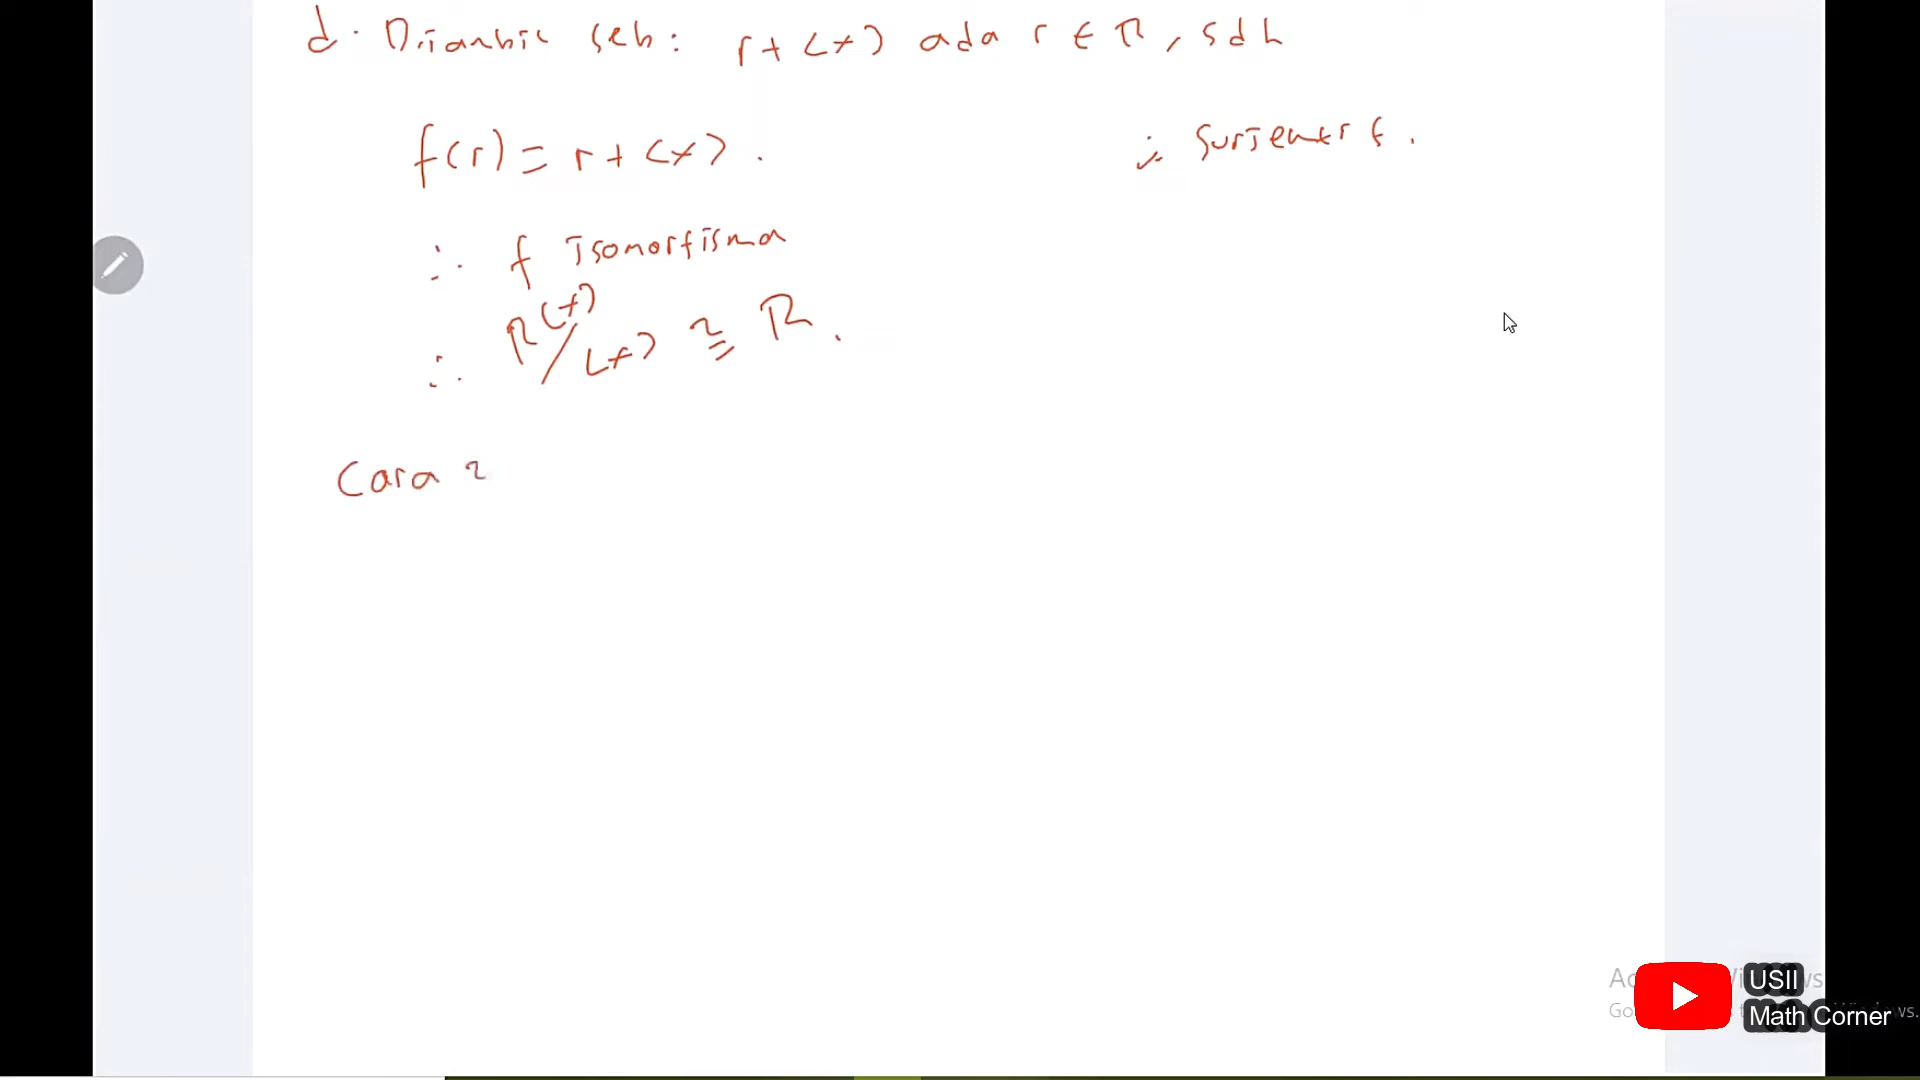 d. Diambil seb: r + <x> ada r ∈ ℝ, sdh
f(r) = r + <x>. ∴ Surjektif f.
∴ f Isomorfisma
∴ ℝ(x)/<x> ≅ ℝ.
Cara 2
USII
Math Corner